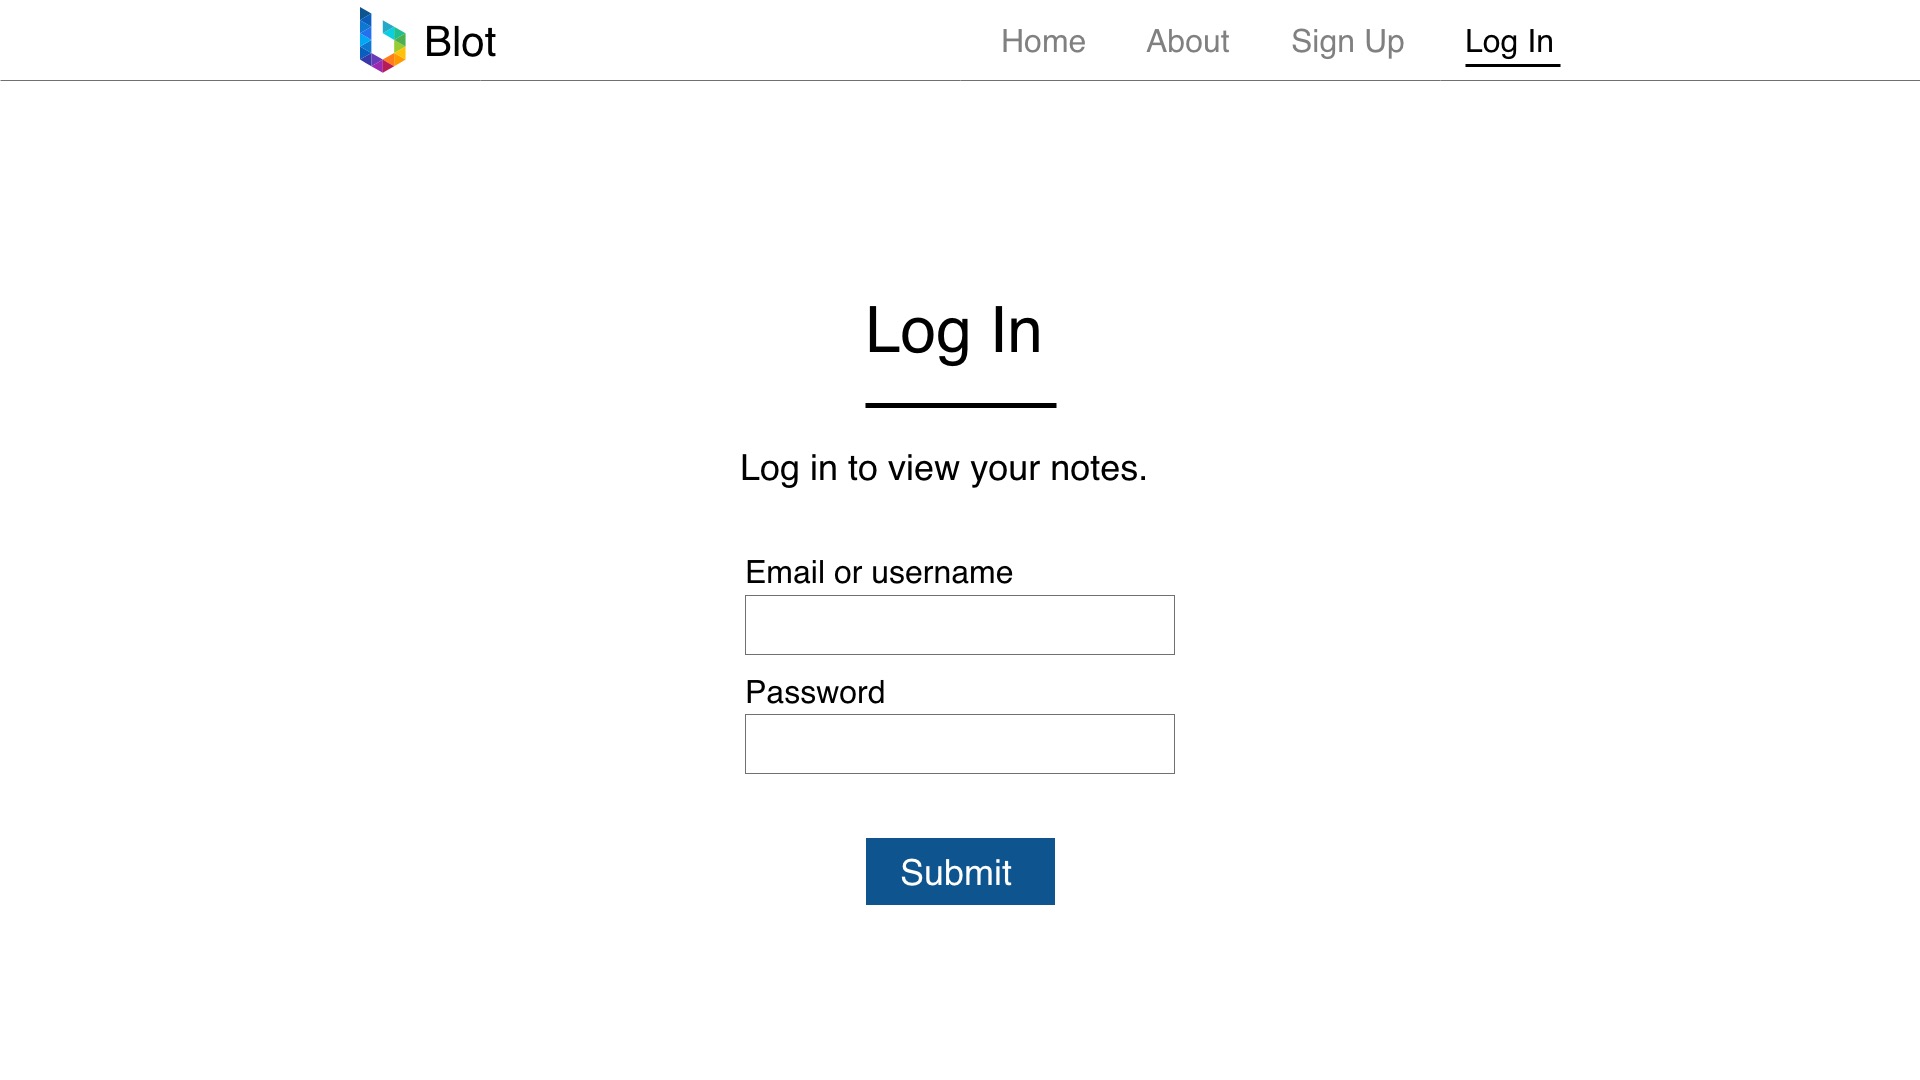 Blot
Home About Sign Up Log In
Log In
Log in to view your notes.
Email or username
Password
Submit